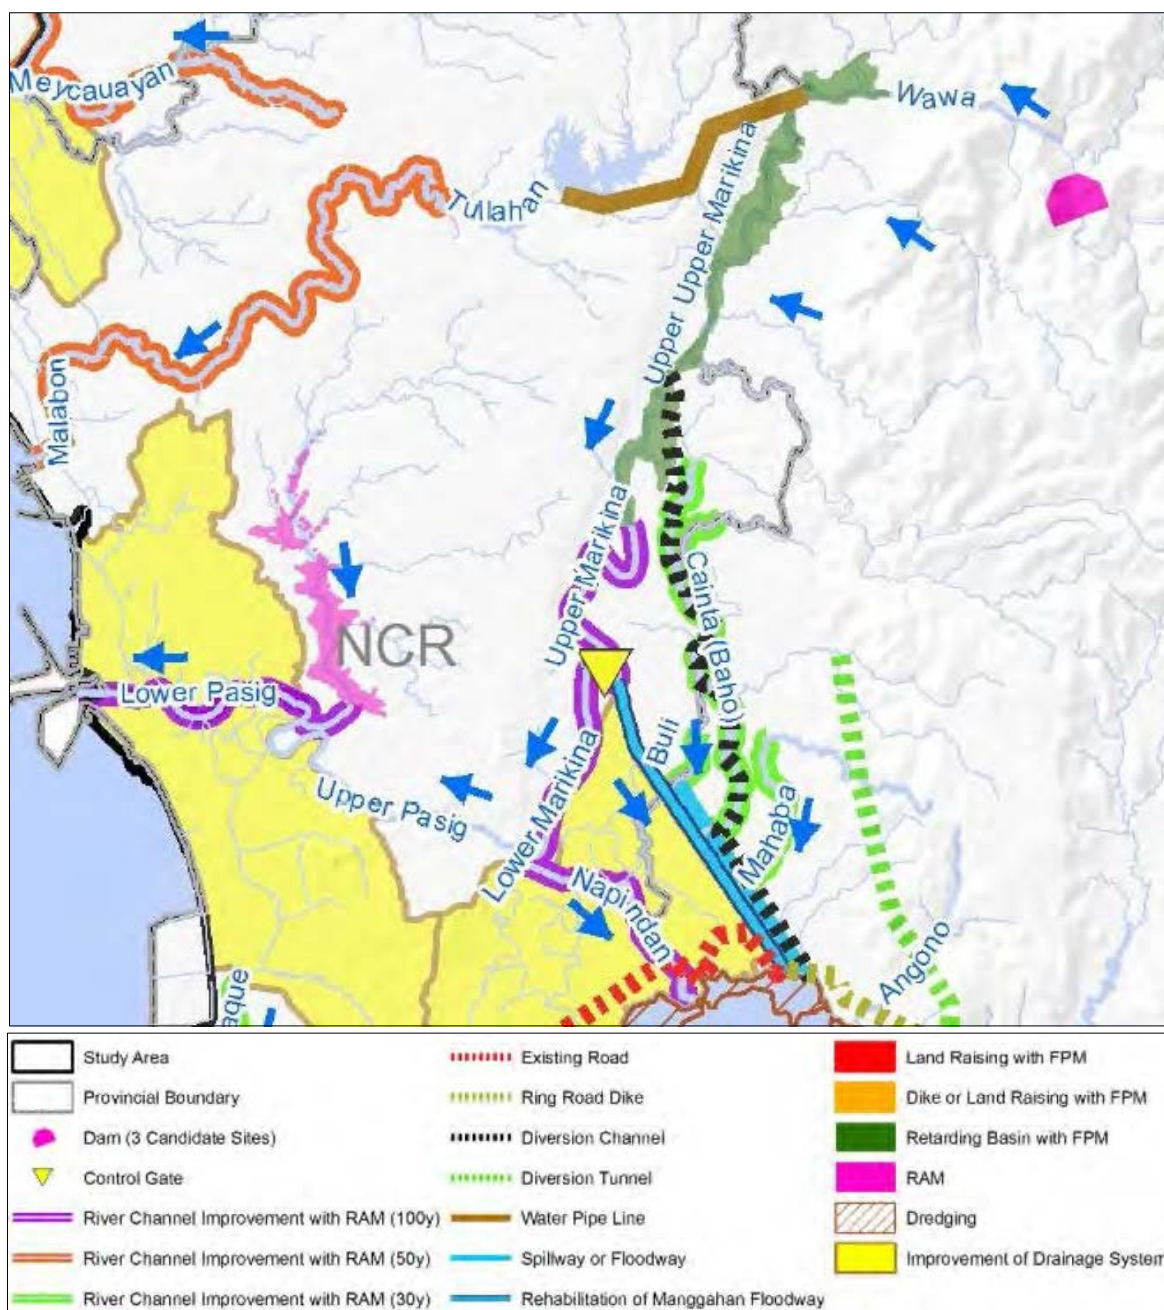 Meycauayan
Wawa
Tullahan
Upper Upper Marikina
Malabon
Upper Marikina
Cainta (Baho)
NCR
Lower Pasig
Buli
Upper Pasig
Lower Marikina
Mahaba
Napindan
Angono
aque
Study Area
Provincial Boundary
Dam (3 Candidate Sites)
Control Gate
River Channel Improvement with RAM (100y)
River Channel Improvement with RAM (50y)
River Channel Improvement with RAM (30y)
Existing Road
Ring Road Dike
Diversion Channel
Diversion Tunnel
Water Pipe Line
Spillway or Floodway
Rehabilitation of Manggahan Floodway
Land Raising with FPM
Dike or Land Raising with FPM
Retarding Basin with FPM
RAM
Dredging
Improvement of Drainage System